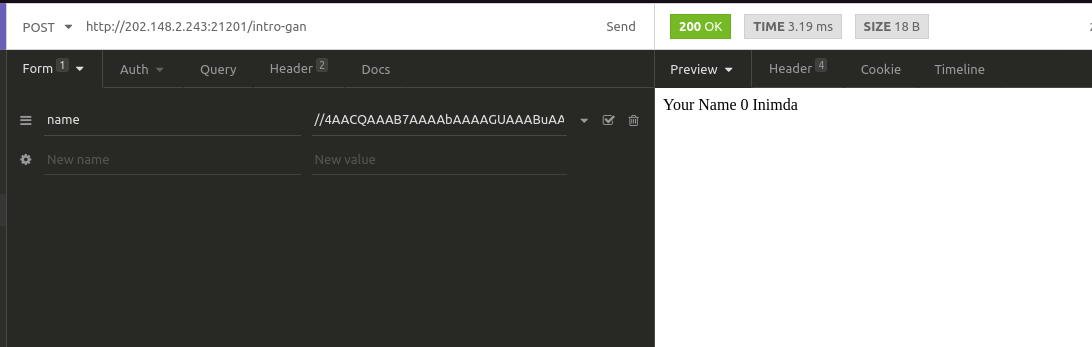 POST http://202.148.2.243:21201/intro-gan Send
200 OK TIME 3.19 ms SIZE 18 B
Form 1 Auth Query Header 2 Docs
Preview Header 4 Cookie Timeline
name //4AACQAAAB7AAAAbAAAAGUAAABuAA
New name New value
Your Name 0 Inimda